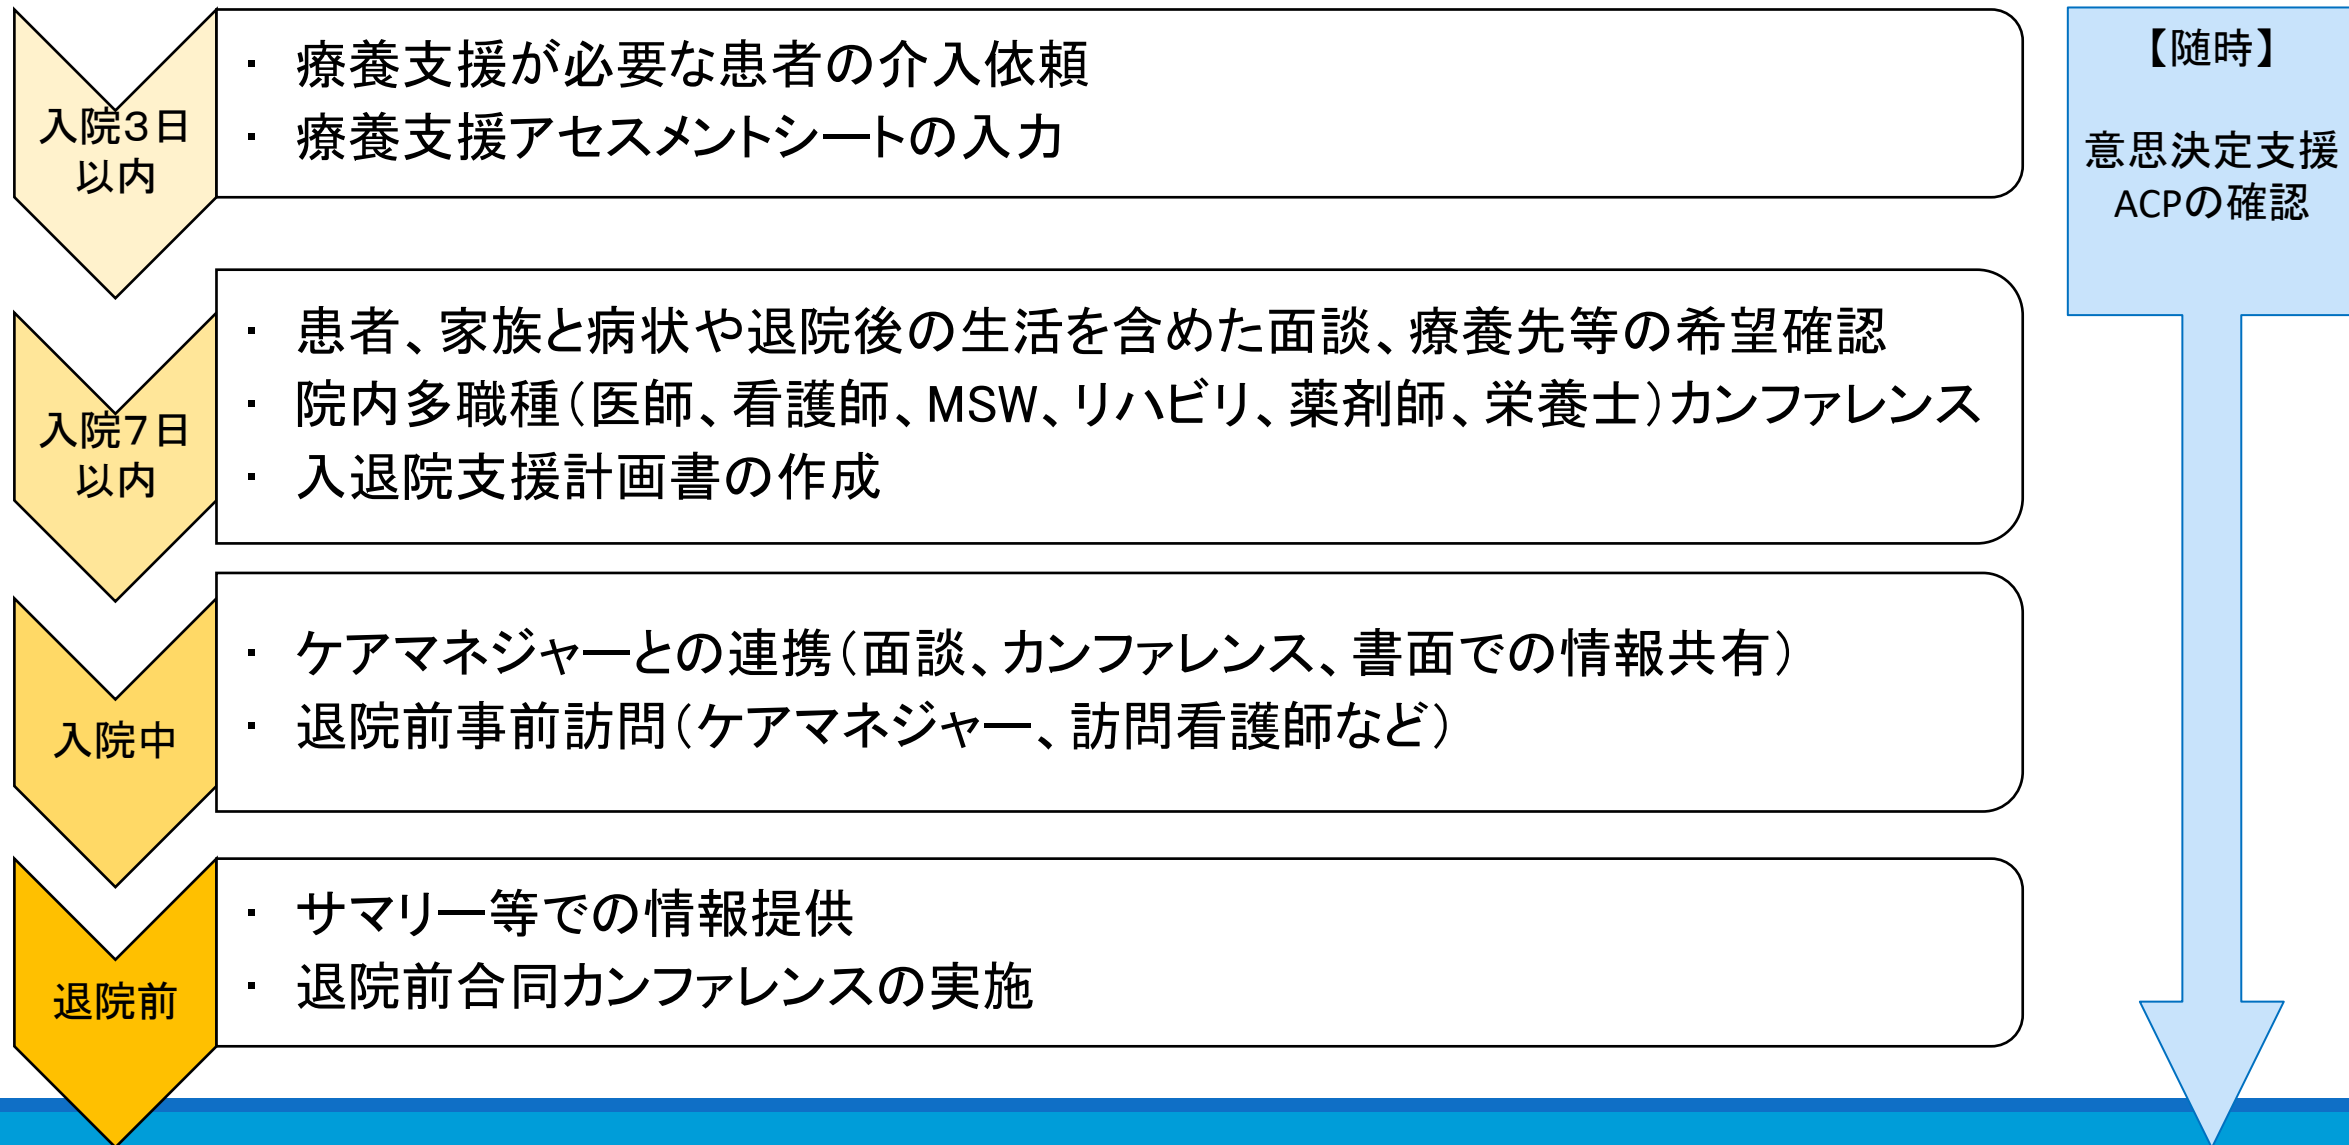 入院3日
以内
・ 療養支援が必要な患者の介入依頼
・ 療養支援アセスメントシートの入力
入院7日
以内
・ 患者、家族と病状や退院後の生活を含めた面談、療養先等の希望確認
・ 院内多職種（医師、看護師、MSW、リハビリ、薬剤師、栄養士）カンファレンス
・ 入退院支援計画書の作成
入院中
・ ケアマネジャーとの連携（面談、カンファレンス、書面での情報共有）
・ 退院前事前訪問（ケアマネジャー、訪問看護師など）
退院前
・ サマリー等での情報提供
・ 退院前合同カンファレンスの実施
【随時】
意思決定支援
ACPの確認